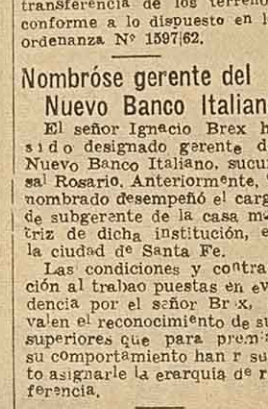 transferencia de los terreno
conforme a lo dispuesto en l
ordenanza Nº 1597|62.
Nombróse gerente del
Nuevo Banco Italian
El señor Ignacio Brex h
sido designado gerente d
Nuevo Banco Italiano, sucur
sal Rosario. Anteriormente,
nombrado desempeñó el carg
de subgerente de la casa ma
triz de dicha institución, e
la ciudad de Santa Fe.
Las condiciones y contra
ción al trabao puestas en ev
dencia por el señor Br x,
valen el reconocimiento de su
superiores que para prem
su comportamiento han r su
to asignarle la erarquía de r
ferencia.